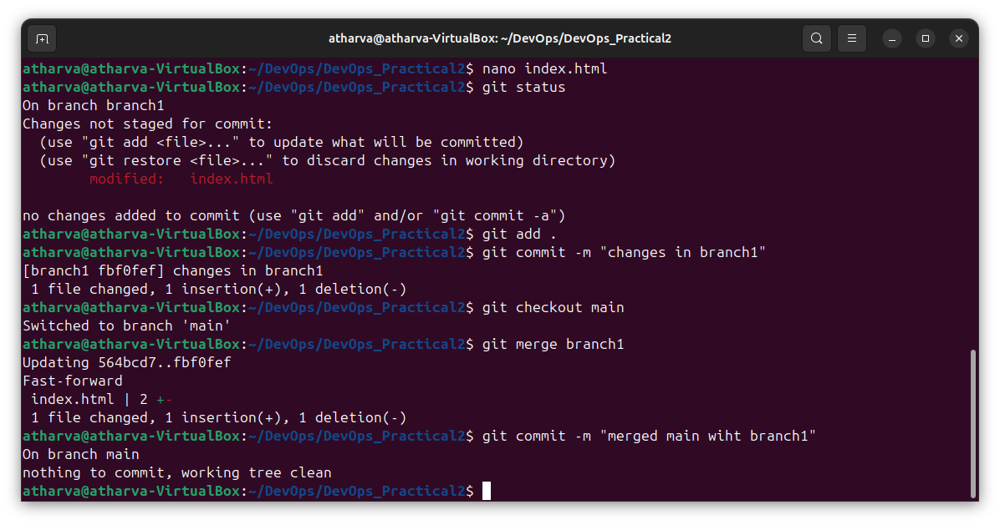 atharva@atharva-VirtualBox: ~/DevOps/DevOps_Practical2
atharva@atharva-VirtualBox:~/DevOps/DevOps_Practical2$ nano index.html
atharva@atharva-VirtualBox:~/DevOps/DevOps_Practical2$ git status
On branch branch1
Changes not staged for commit:
  (use "git add <file>..." to update what will be committed)
  (use "git restore <file>..." to discard changes in working directory)
        modified:   index.html

no changes added to commit (use "git add" and/or "git commit -a")
atharva@atharva-VirtualBox:~/DevOps/DevOps_Practical2$ git add .
atharva@atharva-VirtualBox:~/DevOps/DevOps_Practical2$ git commit -m "changes in branch1"
[branch1 fbf0fef] changes in branch1
 1 file changed, 1 insertion(+), 1 deletion(-)
atharva@atharva-VirtualBox:~/DevOps/DevOps_Practical2$ git checkout main
Switched to branch 'main'
atharva@atharva-VirtualBox:~/DevOps/DevOps_Practical2$ git merge branch1
Updating 564bcd7..fbf0fef
Fast-forward
 index.html | 2 +-
 1 file changed, 1 insertion(+), 1 deletion(-)
atharva@atharva-VirtualBox:~/DevOps/DevOps_Practical2$ git commit -m "merged main wiht branch1"
On branch main
nothing to commit, working tree clean
atharva@atharva-VirtualBox:~/DevOps/DevOps_Practical2$